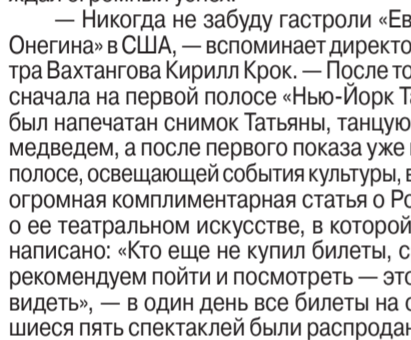 — Никогда не забуду гастроли «Ев
Онегина» в США, — вспоминает директо
тра Вахтангова Кирилл Крок. — После то
сначала на первой полосе «Нью-Йорк Т
был напечатан снимок Татьяны, танцую
медведем, а после первого показа уже
полосе, освещающей события культуры, в
огромная комплиментарная статья о Ро
о ее театральном искусстве, в которой
написано: «Кто еще не купил билеты, с
рекомендуем пойти и посмотреть — это
видеть», — в один день все билеты на о
шиеся пять спектаклей были распродан